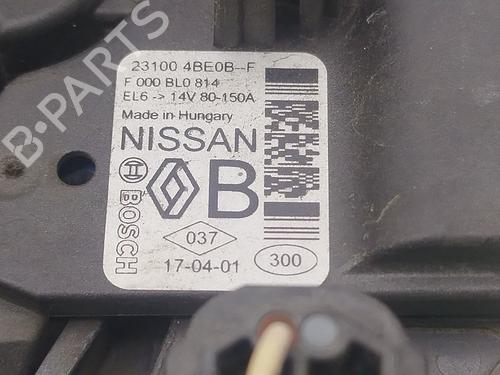 23100 4BE0B--F
F 000 BL0 814
EL6 -> 14V 80-150A
Made in Hungary
NISSAN
BOSCH
B
037
17-04-01
300
B-Parts